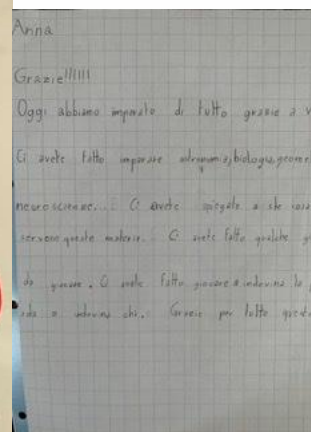 Anna
Grazie!!!!!!!
Oggi abbiamo imparato di tutto grazie a v
Ci avete fatto imparare astronomia, biologia, geome
neuroscienze... Ci avete spiegato a che cosa
servono queste materie. Ci avete fatto qualche
da giocare. Ci avete fatto giocare a indovina la
a indovina chi. Grazie per tutto questo